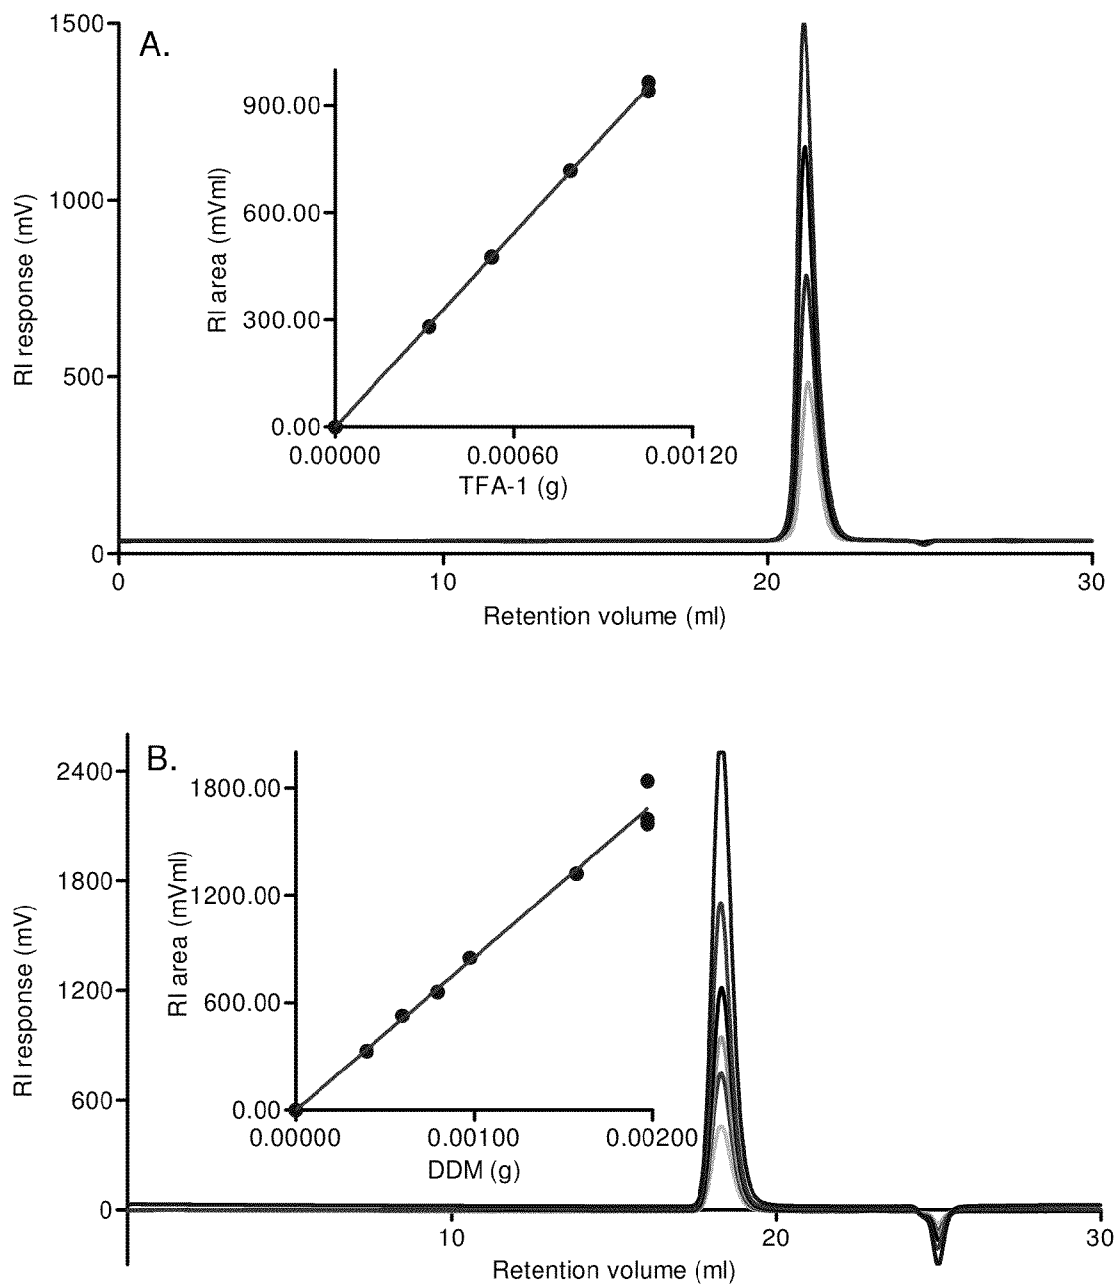 1500
A.
900.00
1000
600.00
RI response (mV)
RI area (mVml)
500
300.00
0.00
0.00000 0.00060 0.00120
TFA-1 (g)
0
0 10 20 30
Retention volume (ml)
B.
2400
1800.00
1800
1200.00
RI response (mV)
RI area (mVml)
1200
600.00
600
0.00
0.00000 0.00100 0.00200
DDM (g)
0
10 20 30
Retention volume (ml)